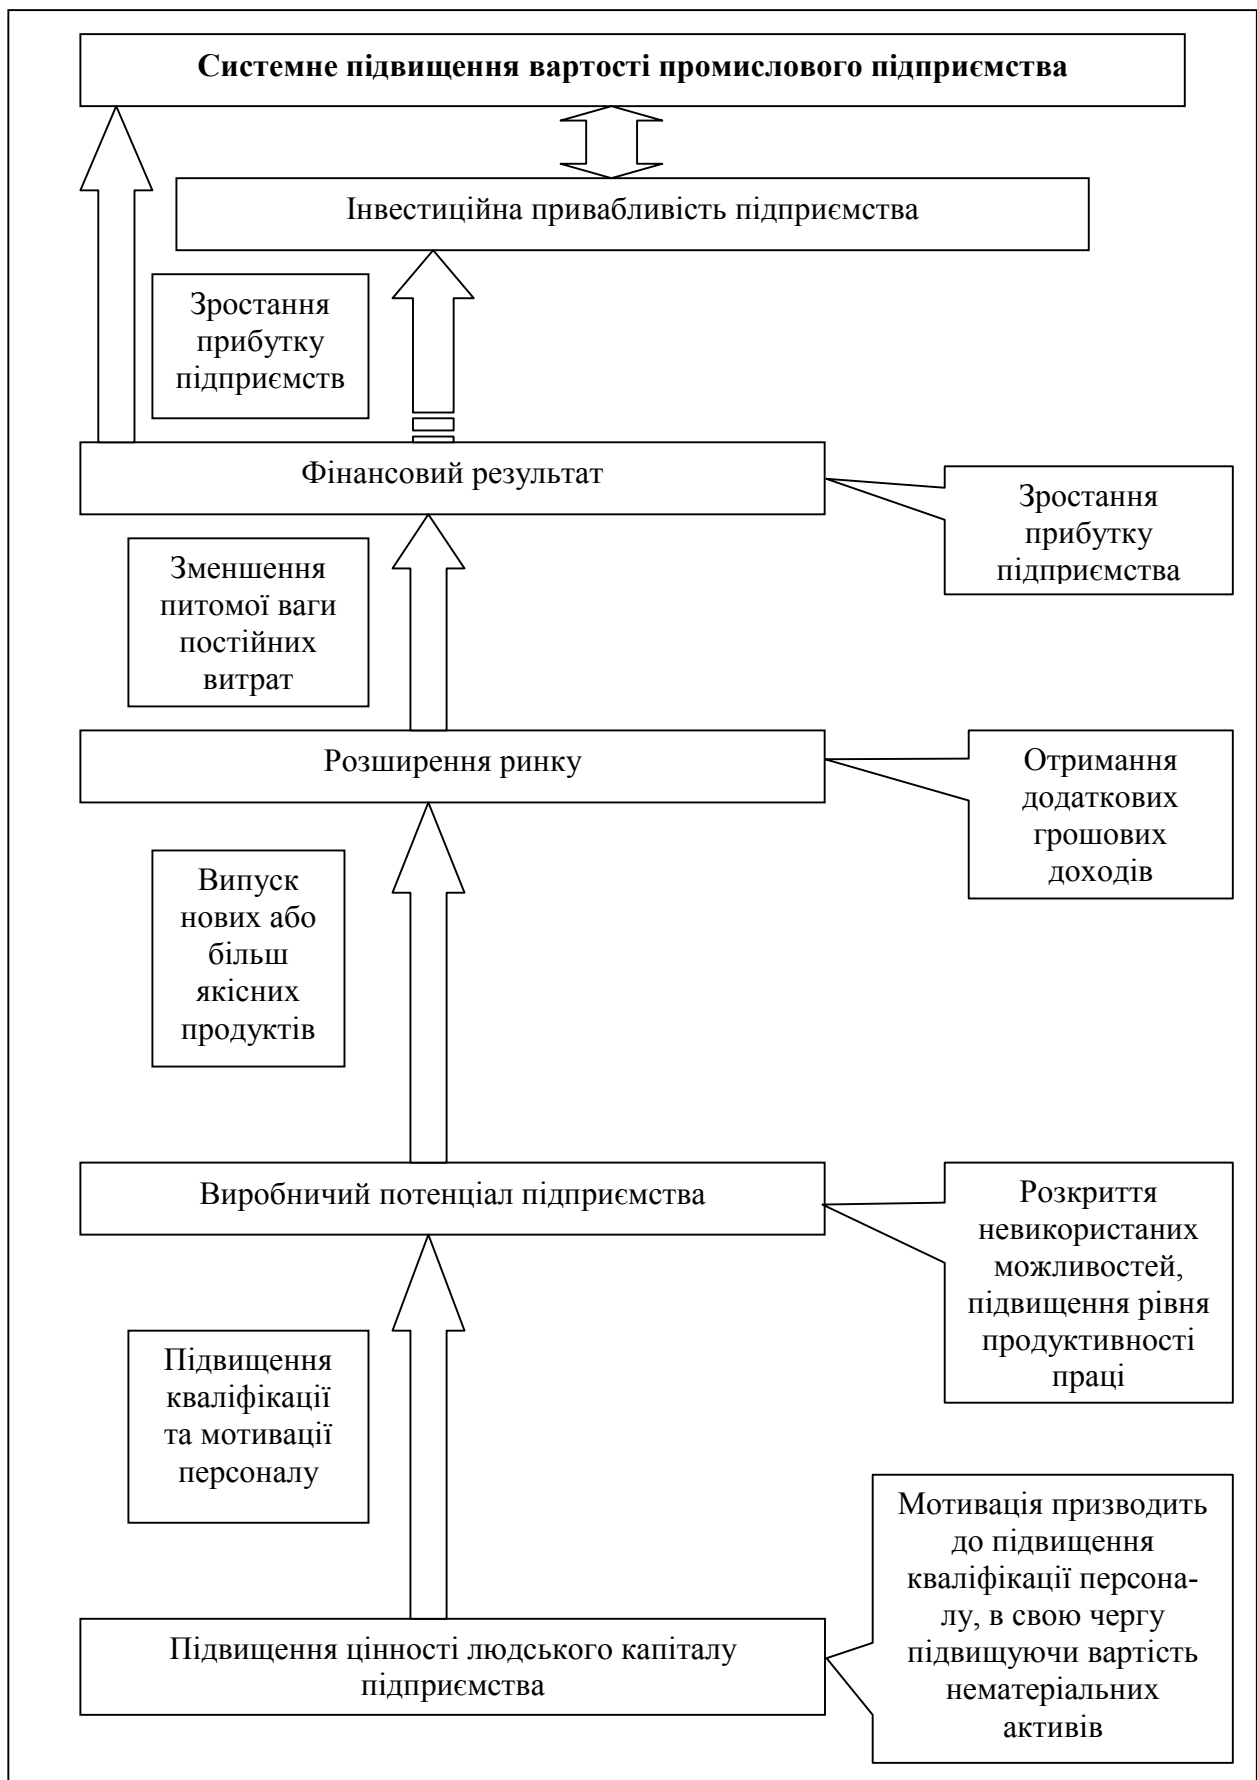 Системне підвищення вартості промислового підприємства
Інвестиційна привабливість підприємства
Зростання
прибутку
підприємств
Фінансовий результат
Зростання
прибутку
підприємства
Зменшення
питомої ваги
постійних
витрат
Розширення ринку
Отримання
додаткових
грошових
доходів
Випуск
нових або
більш
якісних
продуктів
Виробничий потенціал підприємства
Розкриття
невикористаних
можливостей,
підвищення рівня
продуктивності
праці
Підвищення
кваліфікації
та мотивації
персоналу
Мотивація призводить
до підвищення
кваліфікації персона-
лу, в свою чергу
підвищуючи вартість
нематеріальних
активів
Підвищення цінності людського капіталу
підприємства